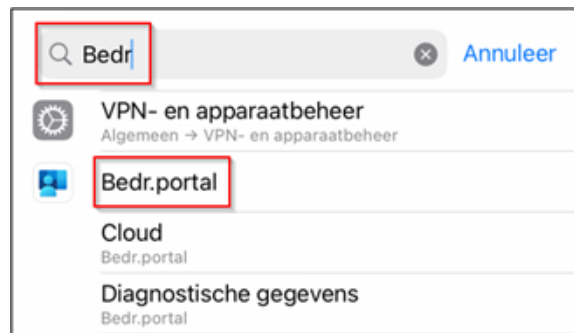 Bedr
Annuleer
VPN- en apparaatbeheer
Algemeen → VPN- en apparaatbeheer
Bedr.portal
Cloud
Bedr.portal
Diagnostische gegevens
Bedr.portal